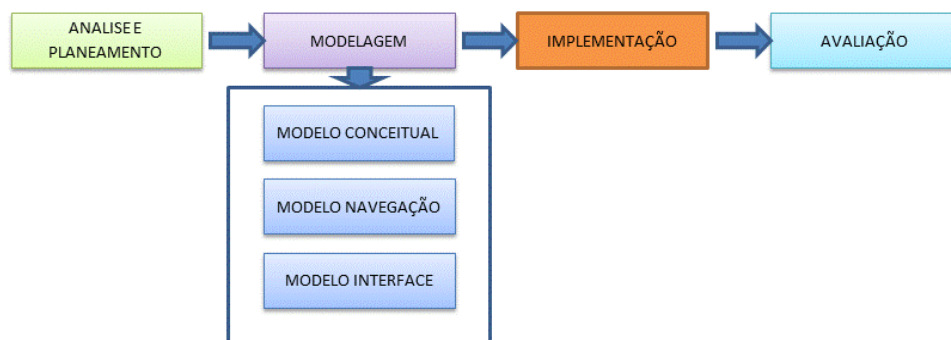 ANALISE E
PLANEAMENTO
MODELAGEM
IMPLEMENTAÇÃO
AVALIAÇÃO
MODELO CONCEITUAL
MODELO NAVEGAÇÃO
MODELO INTERFACE